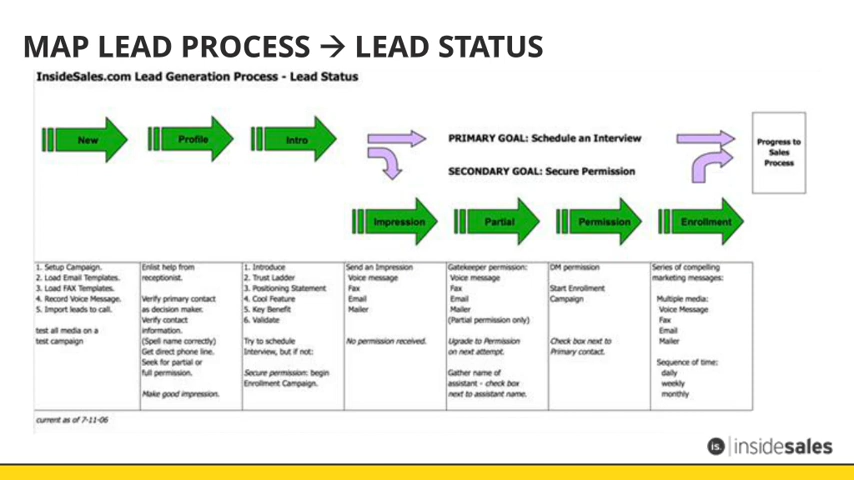 MAP LEAD PROCESS → LEAD STATUS
InsideSales.com Lead Generation Process - Lead Status
New
Profile
Intro
PRIMARY GOAL: Schedule an Interview
SECONDARY GOAL: Secure Permission
Progress to
Sales
Process
Impression
Partial
Permission
Enrollment
1. Setup Campaign.
2. Load Email Templates.
3. Load FAX Templates.
4. Record Voice Message.
5. Import leads to call.
test all media on a
test campaign
Enlist help from
receptionist.
Verify primary contact
as decision maker.
Verify contact
information.
(Spell name correctly)
Get direct phone line.
Seek for partial or
full permission.
Make good impression.
1. Introduce
2. Trust Ladder
3. Positioning Statement
4. Cool Feature
5. Key Benefit
6. Validate
Try to schedule
Interview, but if not:
Secure permission: begin
Enrollment Campaign.
Send an Impression
Voice message
Fax
Email
Mailer
No permission received.
Gatekeeper permission:
Voice message
Fax
Email
Mailer
(Partial permission only)
Ugrade to Permission
on next attempt.
Gather name of
assistant - check box
next to assistant name.
DM permission
Start Enrollment
Campaign
Check box next to
Primary contact.
Series of compelling
marketing messages:
Multiple media:
Voice Message
Fax
Email
Mailer
Sequence of time:
daily
weekly
monthly
current as of 7-11-06
is. insidesales